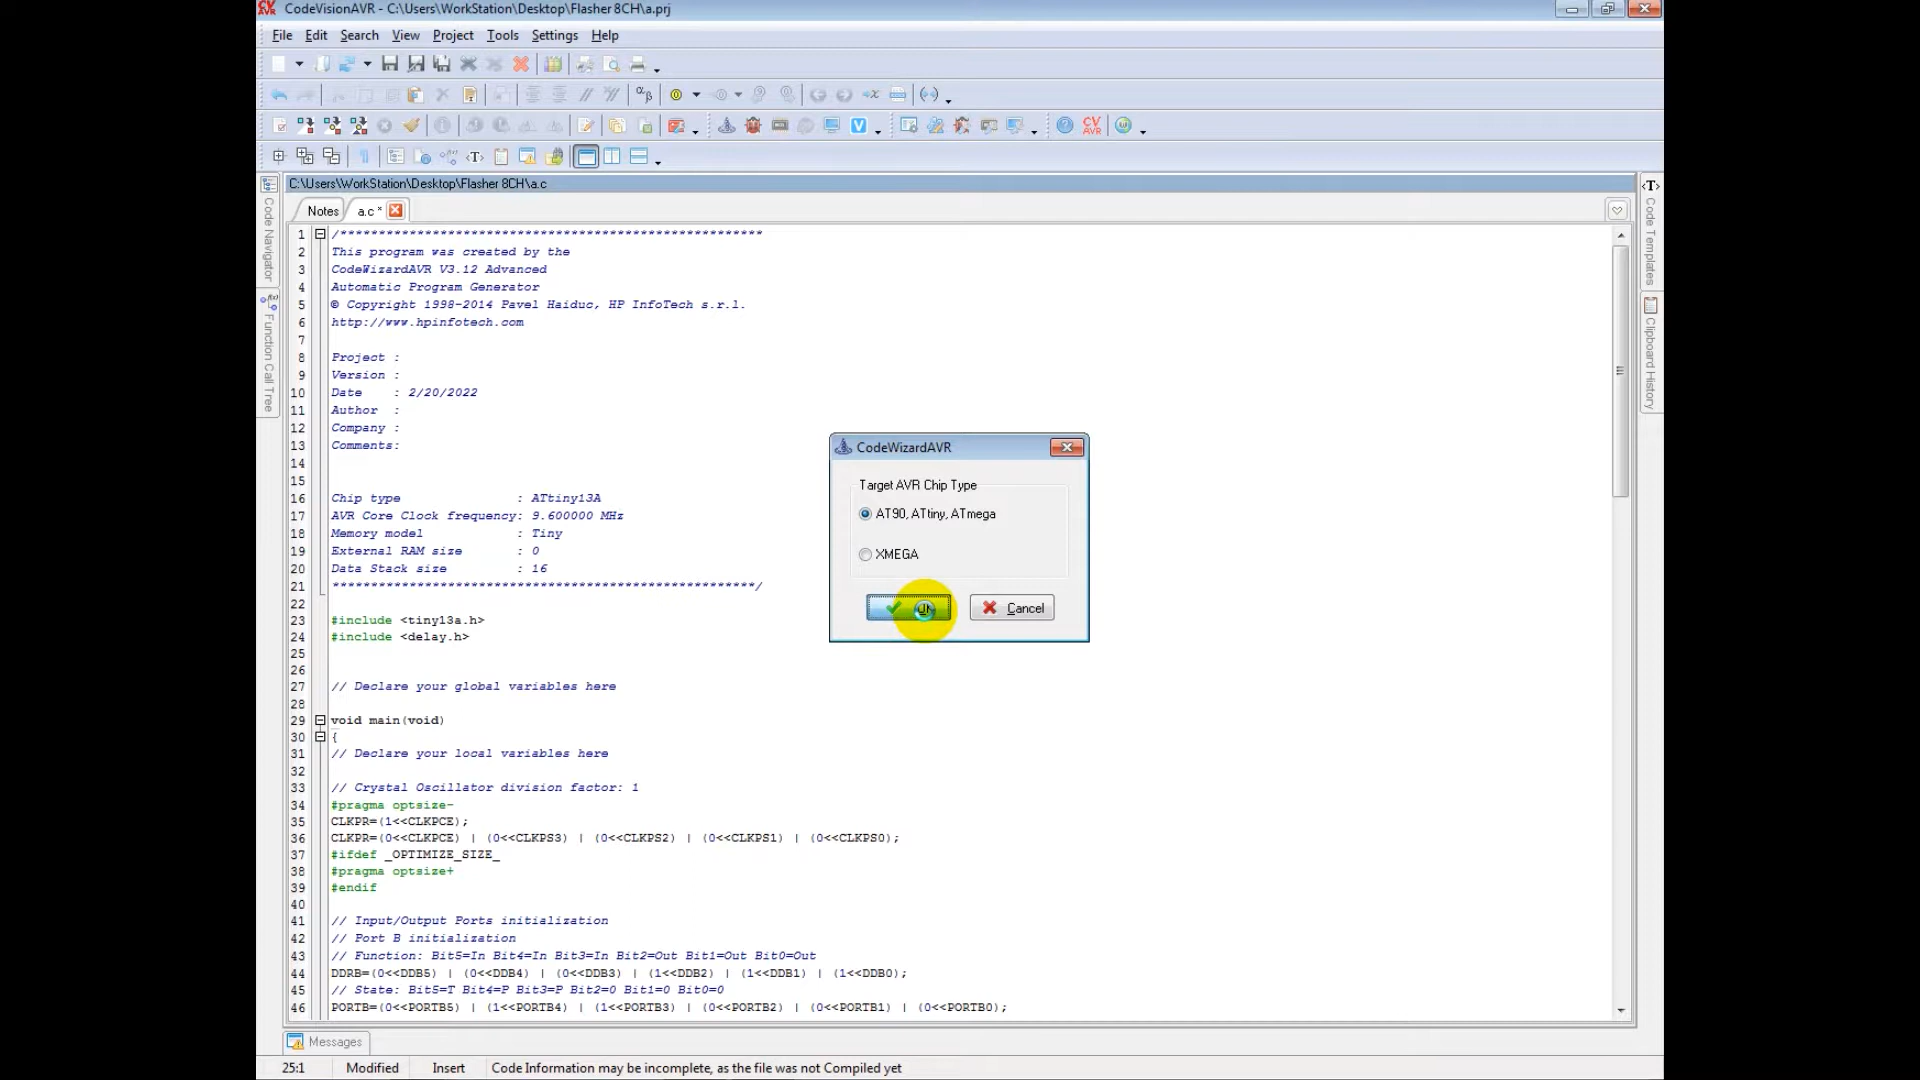 CodeVisionAVR - C:\Users\WorkStation\Desktop\Flasher 8CH\a.prj
File Edit Search View Project Tools Settings Help
C:\Users\WorkStation\Desktop\Flasher 8CH\a.c
Notes a.c *
Code Navigator
Function Call Tree
Code Templates
Clipboard History
1 /*******************************************************
2 This program was created by the
3 CodeWizardAVR V3.12 Advanced
4 Automatic Program Generator
5 © Copyright 1998-2014 Pavel Haiduc, HP InfoTech s.r.l.
6 http://www.hpinfotech.com
7
8 Project :
9 Version :
10 Date    : 2/20/2022
11 Author  :
12 Company :
13 Comments:
14
15
16 Chip type               : ATtiny13A
17 AVR Core Clock frequency: 9.600000 MHz
18 Memory model            : Tiny
19 External RAM size       : 0
20 Data Stack size         : 16
21 *******************************************************/
22
23 #include <tiny13a.h>
24 #include <delay.h>
25
26
27 // Declare your global variables here
28
29 void main(void)
30 {
31 // Declare your local variables here
32
33 // Crystal Oscillator division factor: 1
34 #pragma optsize-
35 CLKPR=(1<<CLKPCE);
36 CLKPR=(0<<CLKPCE) | (0<<CLKPS3) | (0<<CLKPS2) | (0<<CLKPS1) | (0<<CLKPS0);
37 #ifdef _OPTIMIZE_SIZE_
38 #pragma optsize+
39 #endif
40
41 // Input/Output Ports initialization
42 // Port B initialization
43 // Function: Bit5=In Bit4=In Bit3=In Bit2=Out Bit1=Out Bit0=Out
44 DDRB=(0<<DDB5) | (0<<DDB4) | (0<<DDB3) | (1<<DDB2) | (1<<DDB1) | (1<<DDB0);
45 // State: Bit5=T Bit4=P Bit3=P Bit2=0 Bit1=0 Bit0=0
46 PORTB=(0<<PORTB5) | (1<<PORTB4) | (1<<PORTB3) | (0<<PORTB2) | (0<<PORTB1) | (0<<PORTB0);
CodeWizardAVR
Target AVR Chip Type
AT90, ATtiny, ATmega
XMEGA
Cancel
Messages
25:1 Modified Insert Code Information may be incomplete, as the file was not Compiled yet